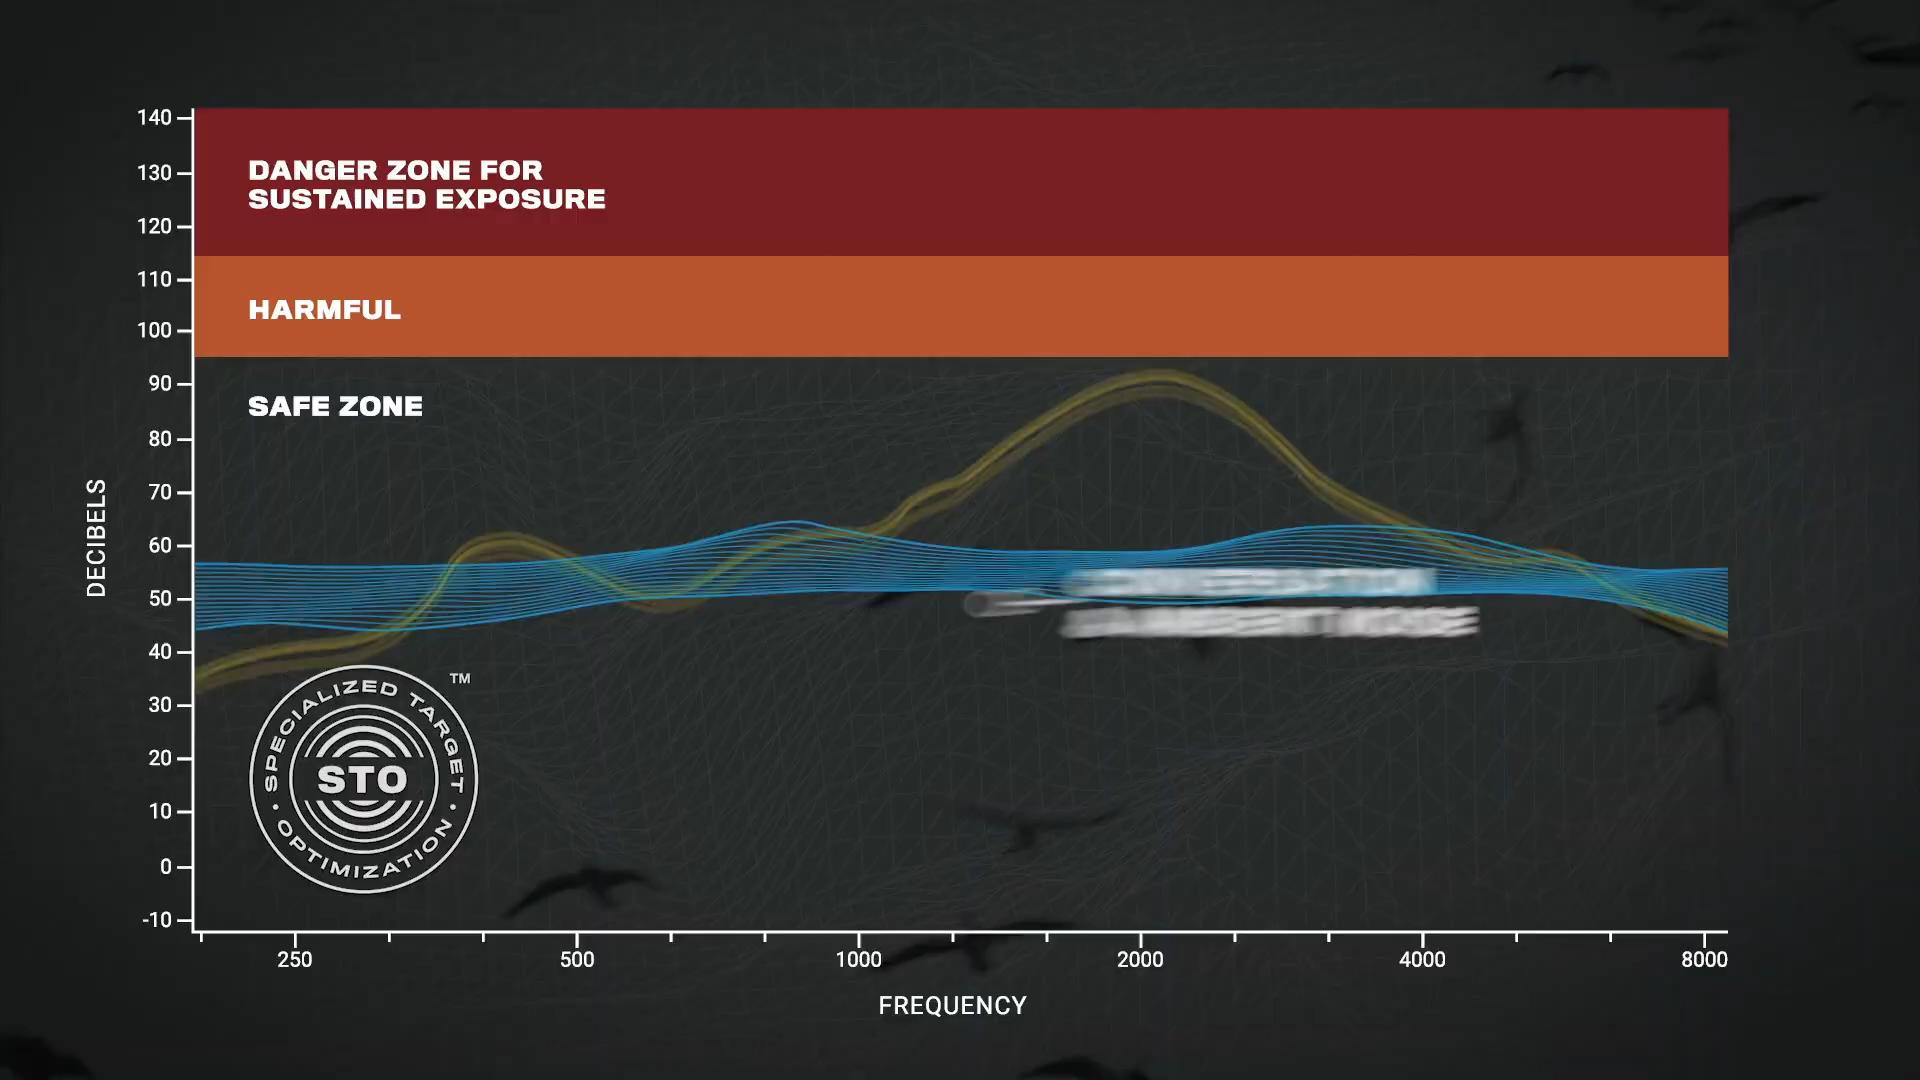 140
130
120
110
100
90
80
70
60
50
40
30
20
10
0
-10
DECIBELS
DANGER ZONE FOR
SUSTAINED EXPOSURE
HARMFUL
SAFE ZONE
SPECIALIZED TARGET
STO
• OPTIMIZATION •
TM
250 500 1000 2000 4000 8000
FREQUENCY